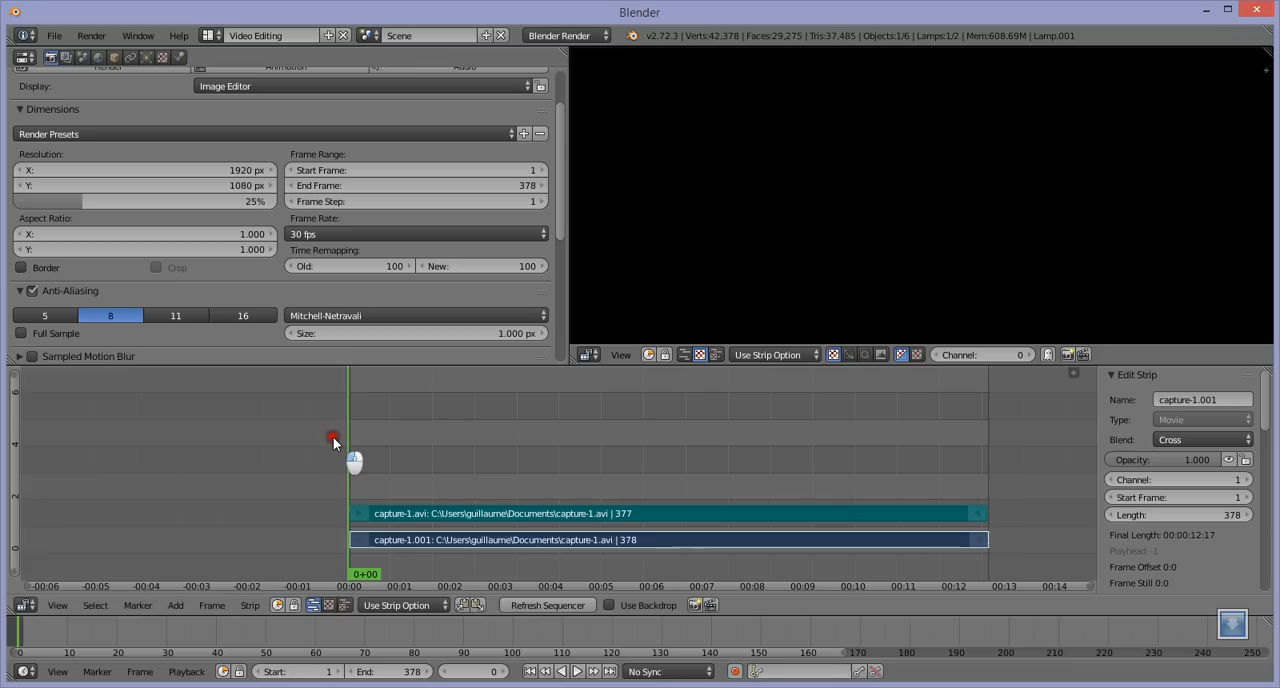 Blender
File Render Window Help Video Editing Scene Blender Render v2.72.3 | Verts:42,378 | Faces:29,275 | Tris:37,485 | Objects:1/6 | Lamps:1/2 | Mem:608.69M | Lamp.001
Render Animation Audio
Display: Image Editor
Dimensions
Render Presets
Resolution: Frame Range:
X: 1920 px Start Frame: 1
Y: 1080 px End Frame: 378
25% Frame Step: 1
Aspect Ratio: Frame Rate:
X: 1.000 30 fps
Y: 1.000 Time Remapping:
Border Crop Old: 100 New: 100
Anti-Aliasing
5 8 11 16 Mitchell-Netravali
Full Sample Size: 1.000 px
Sampled Motion Blur
View Use Strip Option Channel: 0
6
4
2
0
capture-1.avi: C:\Users\guillaume\Documents\capture-1.avi | 377
capture-1.001: C:\Users\guillaume\Documents\capture-1.avi | 378
0+00
-00:06 -00:05 -00:04 -00:03 -00:02 -00:01 00:00 00:01 00:02 00:03 00:04 00:05 00:06 00:07 00:08 00:09 00:10 00:11 00:12 00:13 00:14
Edit Strip
Name: capture-1.001
Type: Movie
Blend: Cross
Opacity: 1.000
Channel: 1
Start Frame: 1
Length: 378
Final Length: 00:00:12:17
Playhead: -1
Frame Offset 0:0
Frame Still 0:0
View Select Marker Add Frame Strip Use Strip Option Refresh Sequencer Use Backdrop
0 10 20 30 40 50 60 70 80 90 100 110 120 130 140 150 160 170 180 190 200 210 220 230 240 250
View Marker Frame Playback Start: 1 End: 378 0 No Sync